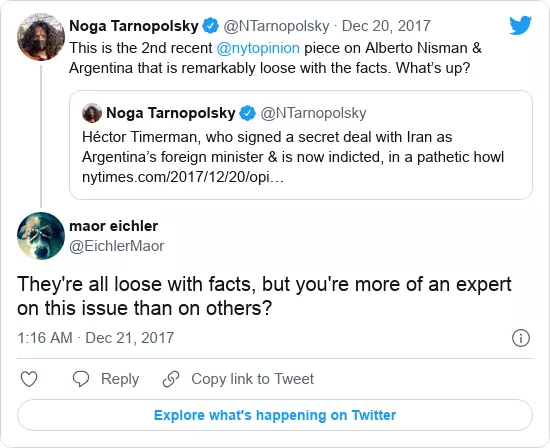 Noga Tarnopolsky @NTarnopolsky · Dec 20, 2017
This is the 2nd recent @nytopinion piece on Alberto Nisman &
Argentina that is remarkably loose with the facts. What's up?
Noga Tarnopolsky @NTarnopolsky
Héctor Timerman, who signed a secret deal with Iran as
Argentina's foreign minister & is now indicted, in a pathetic howl
nytimes.com/2017/12/20/opi…
maor eichler
@EichlerMaor
They're all loose with facts, but you're more of an expert
on this issue than on others?
1:16 AM · Dec 21, 2017
Reply
Copy link to Tweet
Explore what's happening on Twitter